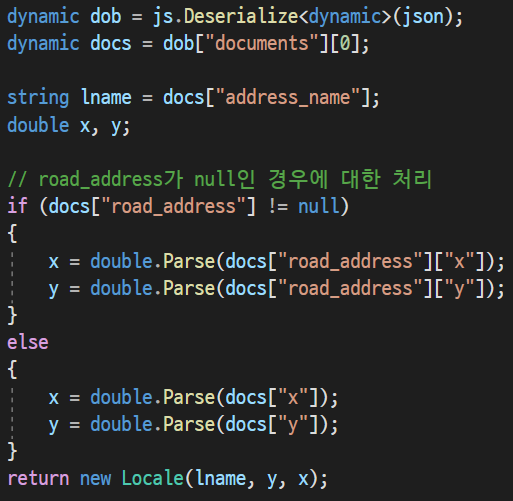 dynamic dob = js.Deserialize<dynamic>(json);
dynamic docs = dob["documents"][0];
string lname = docs["address_name"];
double x, y;
// road_address가 null인 경우에 대한 처리
if (docs["road_address"] != null)
{
x = double.Parse(docs["road_address"]["x"]);
y = double.Parse(docs["road_address"]["y"]);
}
else
{
x = double.Parse(docs["x"]);
y = double.Parse(docs["y"]);
}
return new Locale(lname, y, x);